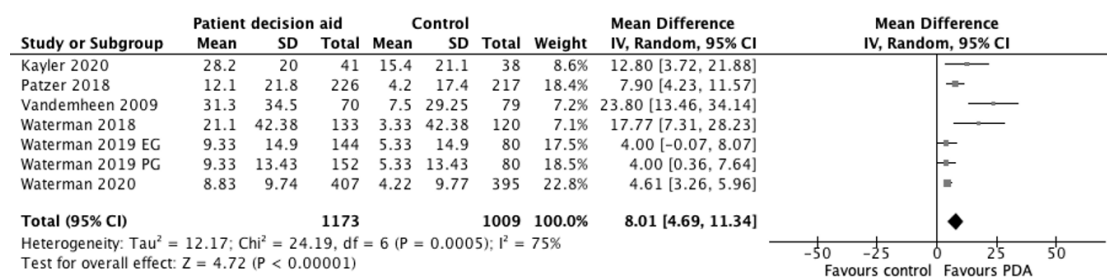 Patient decision aid Control Mean Difference Mean Difference
Study or Subgroup Mean SD Total Mean SD Total Weight IV, Random, 95% CI IV, Random, 95% CI
Kayler 2020 28.2 20 41 15.4 21.1 38 8.6% 12.80 [3.72, 21.88]
Patzer 2018 12.1 21.8 226 4.2 17.4 217 18.4% 7.90 [4.23, 11.57]
Vandemheen 2009 31.3 34.5 70 7.5 29.25 79 7.2% 23.80 [13.46, 34.14]
Waterman 2018 21.1 42.38 133 3.33 42.38 120 7.1% 17.77 [7.31, 28.23]
Waterman 2019 EG 9.33 14.9 144 5.33 14.9 80 17.5% 4.00 [-0.07, 8.07]
Waterman 2019 PG 9.33 13.43 152 5.33 13.43 80 18.5% 4.00 [0.36, 7.64]
Waterman 2020 8.83 9.74 407 4.22 9.77 395 22.8% 4.61 [3.26, 5.96]
Total (95% CI) 1173 1009 100.0% 8.01 [4.69, 11.34]
Heterogeneity: Tau² = 12.17; Chi² = 24.19, df = 6 (P = 0.0005); I² = 75%
Test for overall effect: Z = 4.72 (P < 0.00001)
-50 -25 0 25 50
Favours control Favours PDA